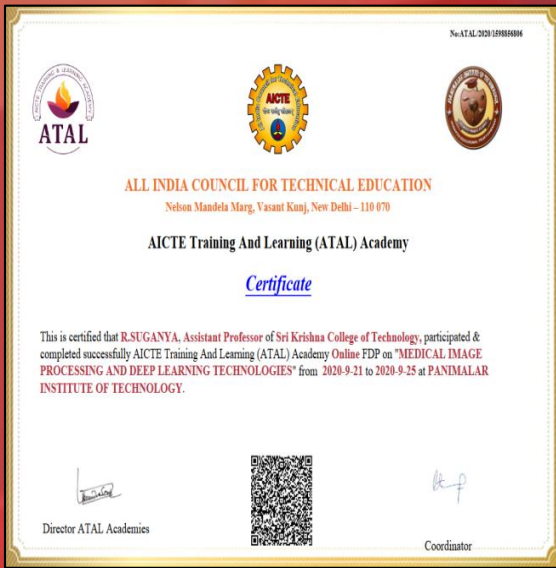 No:ATAL/2020/1598856806
AICTE TRAINING & LEARNING ACADEMY
ATAL
AICTE
ALL INDIA COUNCIL FOR TECHNICAL EDUCATION
Nelson Mandela Marg, Vasant Kunj, New Delhi – 110 070
AICTE Training And Learning (ATAL) Academy
Certificate
This is certified that R.SUGANYA, Assistant Professor of Sri Krishna College of Technology, participated &
completed successfully AICTE Training And Learning (ATAL) Academy Online FDP on "MEDICAL IMAGE
PROCESSING AND DEEP LEARNING TECHNOLOGIES" from 2020-9-21 to 2020-9-25 at PANIMALAR
INSTITUTE OF TECHNOLOGY.
Director ATAL Academies
Coordinator